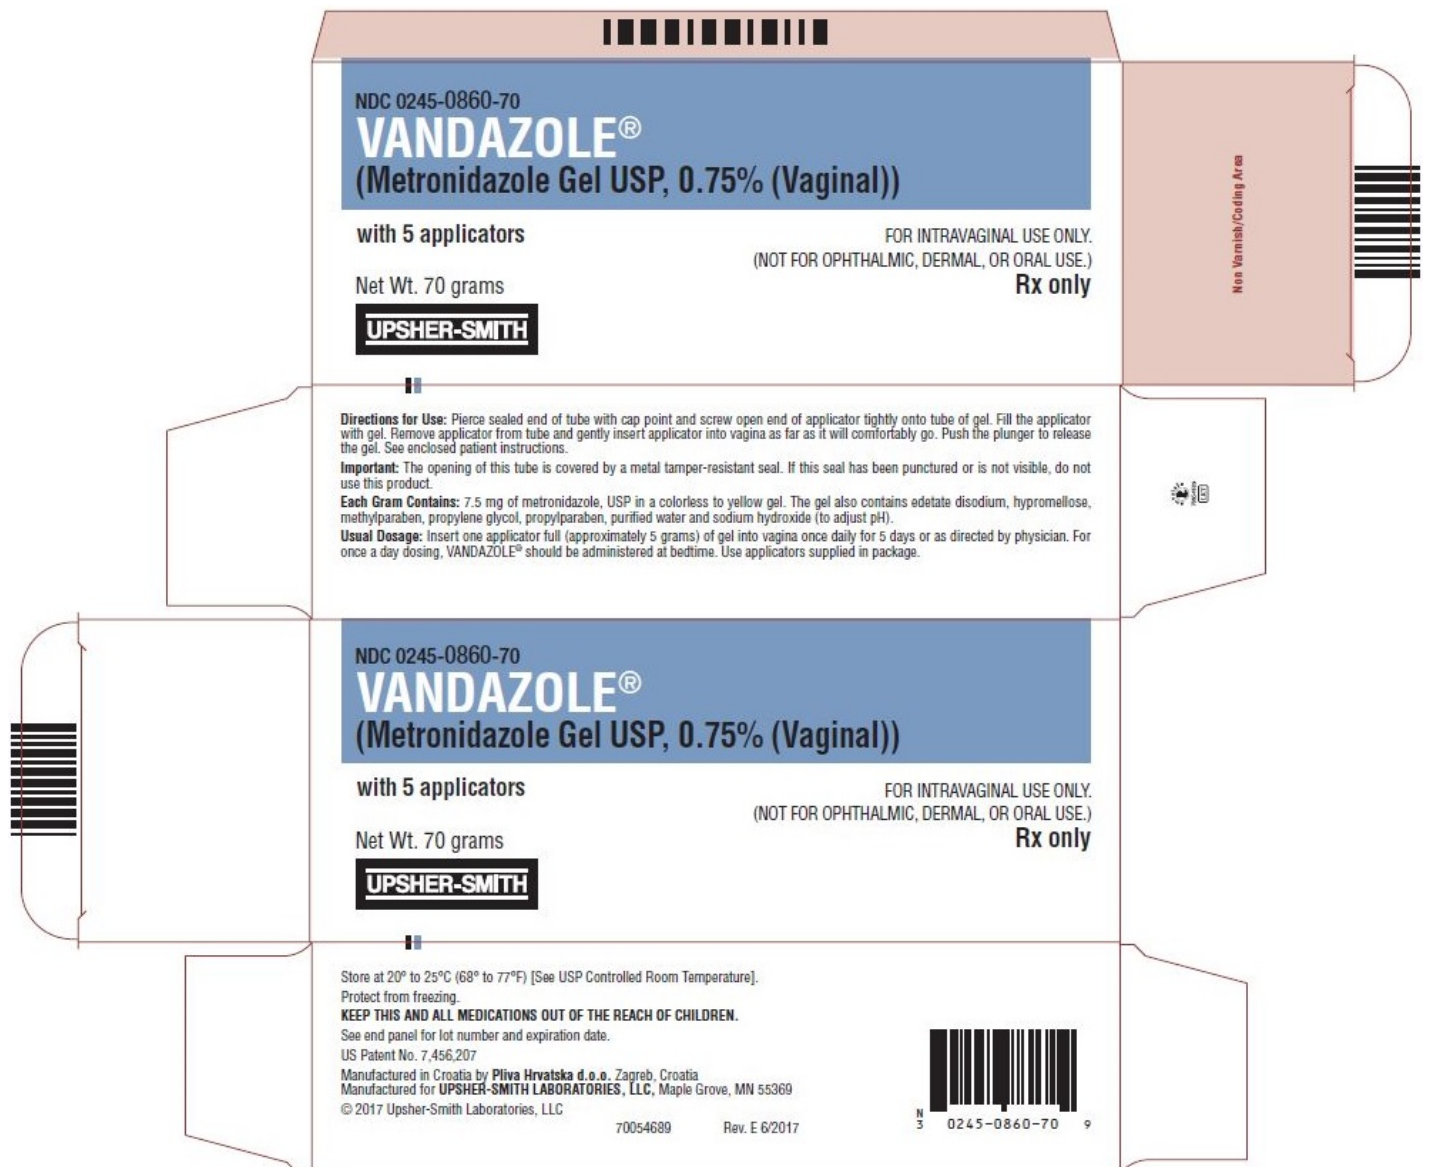 NDC 0245-0860-70
VANDAZOLE®
(Metronidazole Gel USP, 0.75% (Vaginal))
with 5 applicators
FOR INTRAVAGINAL USE ONLY.
(NOT FOR OPHTHALMIC, DERMAL, OR ORAL USE.)
Net Wt. 70 grams
Rx only
UPSHER-SMITH
Non Varnish/Coding Area
Directions for Use: Pierce sealed end of tube with cap point and screw open end of applicator tightly onto tube of gel. Fill the applicator
with gel. Remove applicator from tube and gently insert applicator into vagina as far as it will comfortably go. Push the plunger to release
the gel. See enclosed patient instructions.
Important: The opening of this tube is covered by a metal tamper-resistant seal. If this seal has been punctured or is not visible, do not
use this product.
Each Gram Contains: 7.5 mg of metronidazole, USP in a colorless to yellow gel. The gel also contains edetate disodium, hypromellose,
methylparaben, propylene glycol, propylparaben, purified water and sodium hydroxide (to adjust pH).
Usual Dosage: Insert one applicator full (approximately 5 grams) of gel into vagina once daily for 5 days or as directed by physician. For
once a day dosing, VANDAZOLE® should be administered at bedtime. Use applicators supplied in package.
NDC 0245-0860-70
VANDAZOLE®
(Metronidazole Gel USP, 0.75% (Vaginal))
with 5 applicators
FOR INTRAVAGINAL USE ONLY.
(NOT FOR OPHTHALMIC, DERMAL, OR ORAL USE.)
Net Wt. 70 grams
Rx only
UPSHER-SMITH
Store at 20° to 25°C (68° to 77°F) [See USP Controlled Room Temperature].
Protect from freezing.
KEEP THIS AND ALL MEDICATIONS OUT OF THE REACH OF CHILDREN.
See end panel for lot number and expiration date.
US Patent No. 7,456,207
Manufactured in Croatia by Pliva Hrvatska d.o.o. Zagreb, Croatia
Manufactured for UPSHER-SMITH LABORATORIES, LLC, Maple Grove, MN 55369
© 2017 Upsher-Smith Laboratories, LLC
70054689 Rev. E 6/2017
N
3 0245-0860-70 9